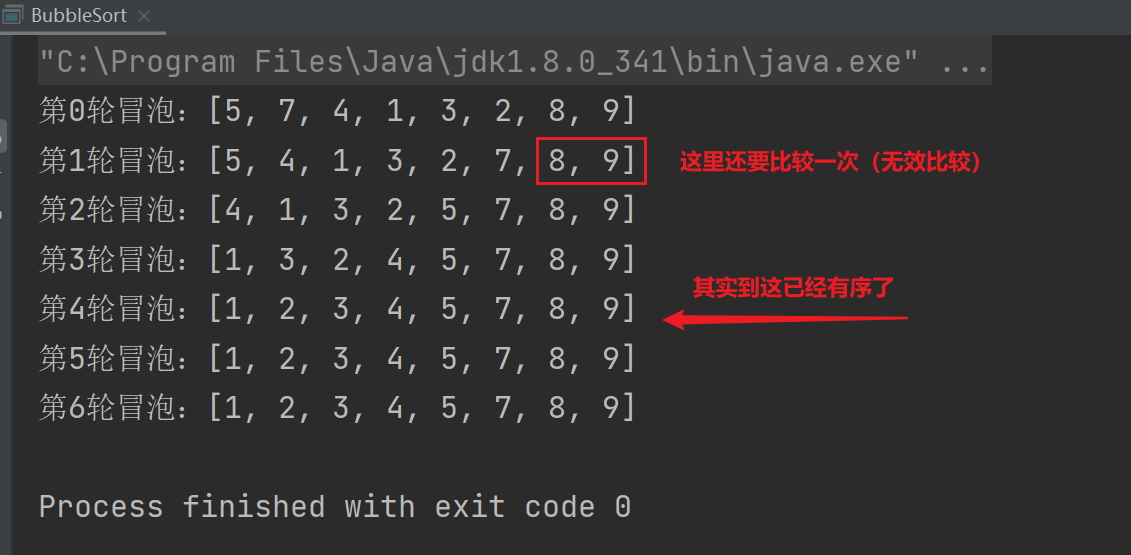 BubbleSort
"C:\Program Files\Java\jdk1.8.0_341\bin\java.exe" ...
第0轮冒泡：[5, 7, 4, 1, 3, 2, 8, 9]
第1轮冒泡：[5, 4, 1, 3, 2, 7, 8, 9] 这里还要比较一次（无效比较）
第2轮冒泡：[4, 1, 3, 2, 5, 7, 8, 9]
第3轮冒泡：[1, 3, 2, 4, 5, 7, 8, 9]
其实到这已经有序了
第4轮冒泡：[1, 2, 3, 4, 5, 7, 8, 9]
第5轮冒泡：[1, 2, 3, 4, 5, 7, 8, 9]
第6轮冒泡：[1, 2, 3, 4, 5, 7, 8, 9]
Process finished with exit code 0